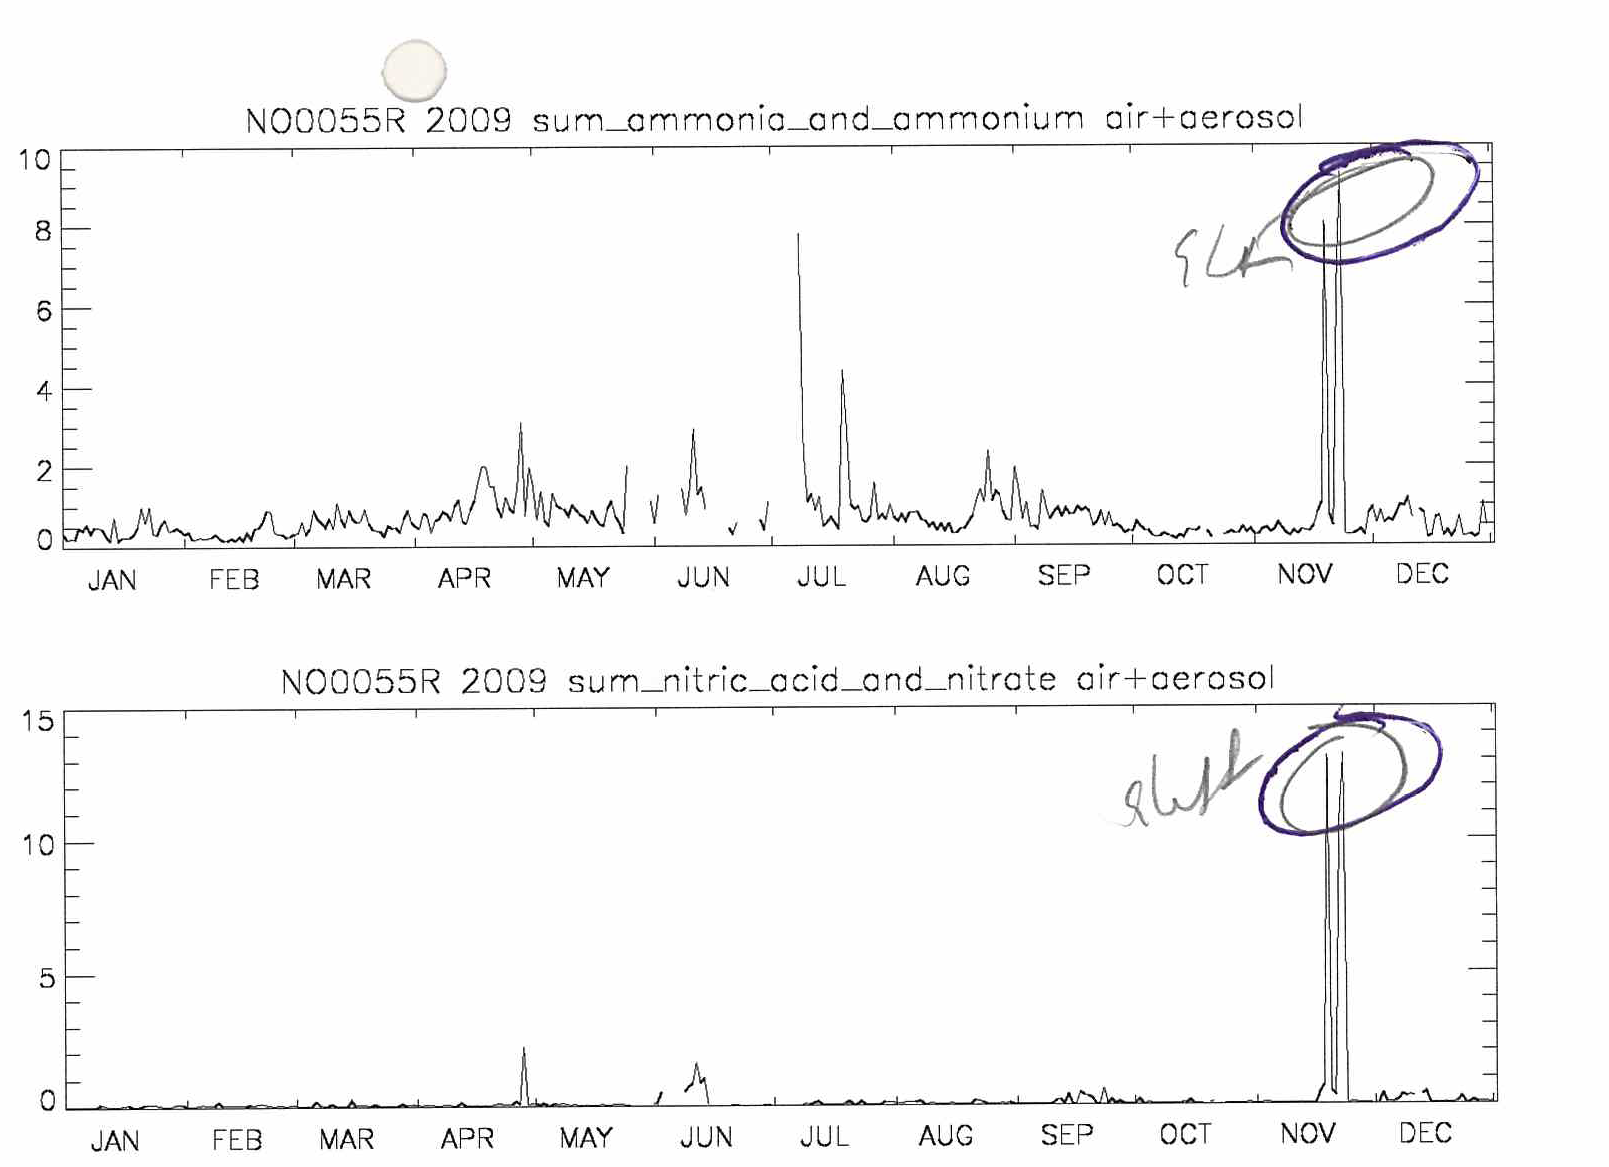 NO0055R 2009 sum_ammonia_and_ammonium air+aerosol
10
8
6
4
2
0
JAN FEB MAR APR MAY JUN JUL AUG SEP OCT NOV DEC
NO0055R 2009 sum_nitric_acid_and_nitrate air+aerosol
15
10
5
0
JAN FEB MAR APR MAY JUN JUL AUG SEP OCT NOV DEC